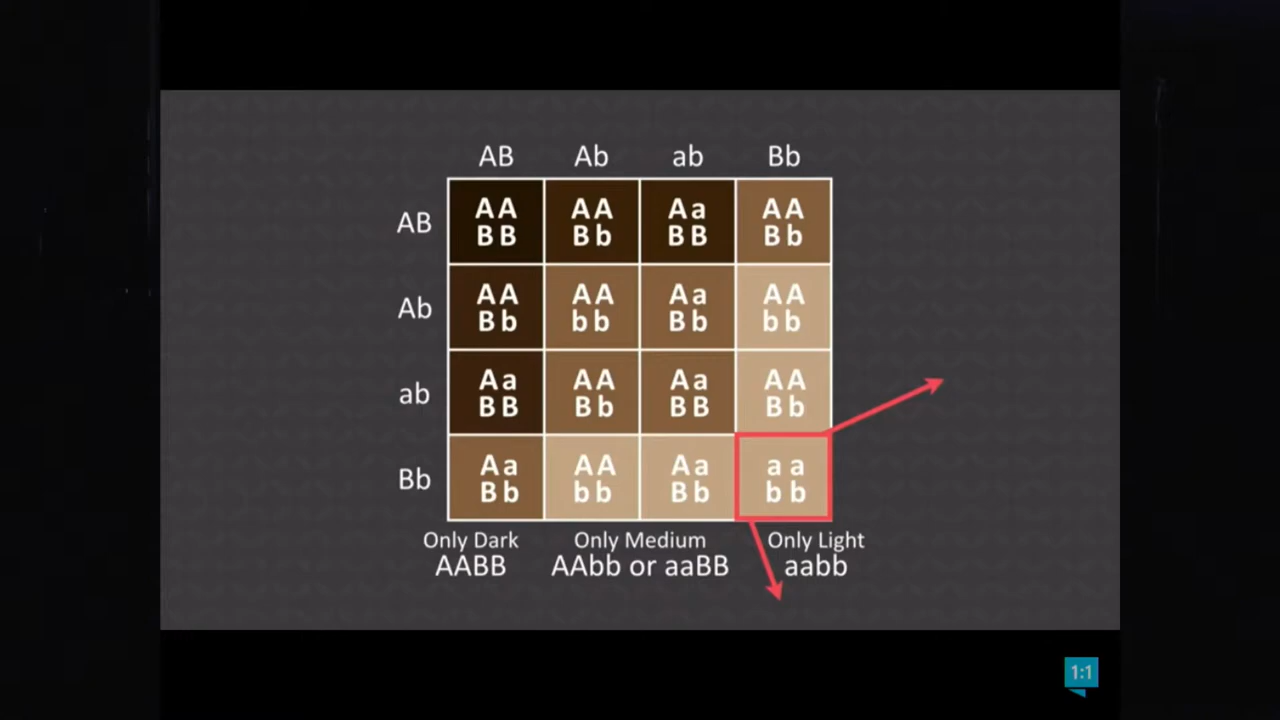 AB Ab ab Bb
AB
AA AA Aa AA
BB Bb BB Bb
Ab
AA AA Aa AA
Bb bb Bb bb
ab
Aa AA Aa AA
BB Bb BB Bb
Bb
Aa AA Aa aa
Bb bb Bb bb
Only Dark Only Medium Only Light
AABB AAbb or aaBB aabb
1:1